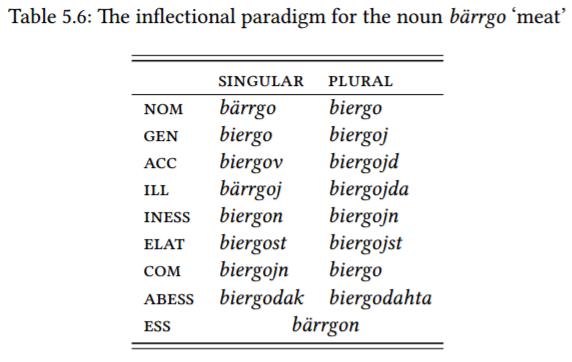 Table 5.6: The inflectional paradigm for the noun bärrgo ‘meat’
SINGULAR PLURAL
NOM bärrgo biergo
GEN biergo biergoj
ACC biergov biergojd
ILL bärrgoj biergojda
INESS biergon biergojn
ELAT biergost biergojst
COM biergojn biergo
ABESS biergodak biergodahta
ESS bärrgon